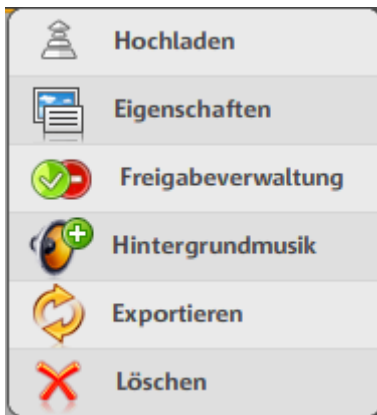 Hochladen
Eigenschaften
Freigabeverwaltung
Hintergrundmusik
Exportieren
Löschen